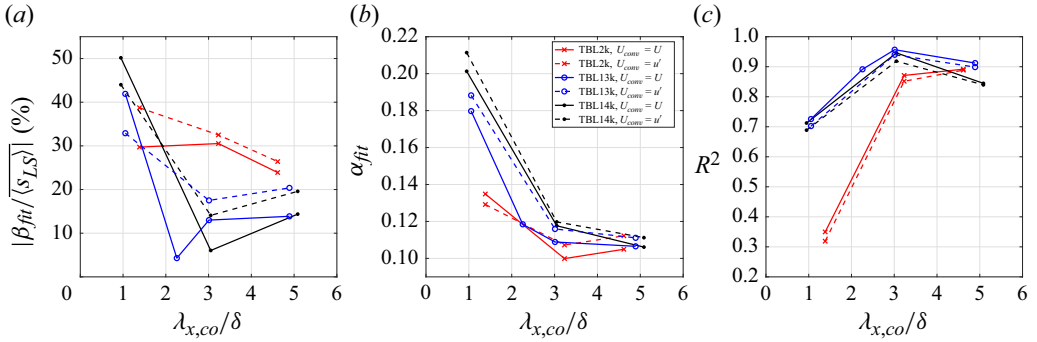 (a)
(b)
(c)
|β_fit/⟨s_LS⟩| (%)
50
40
30
20
10
0
1
2
3
4
5
6
λ_x,co/δ
α_fit
0.22
0.20
0.18
0.16
0.14
0.12
0.10
0
1
2
3
4
5
6
λ_x,co/δ
TBL2k, U_conv = U
TBL2k, U_conv = u'
TBL13k, U_conv = U
TBL13k, U_conv = u'
TBL14k, U_conv = U
TBL14k, U_conv = u'
R²
1.0
0.9
0.8
0.7
0.6
0.5
0.4
0.3
0.2
0
1
2
3
4
5
6
λ_x,co/δ